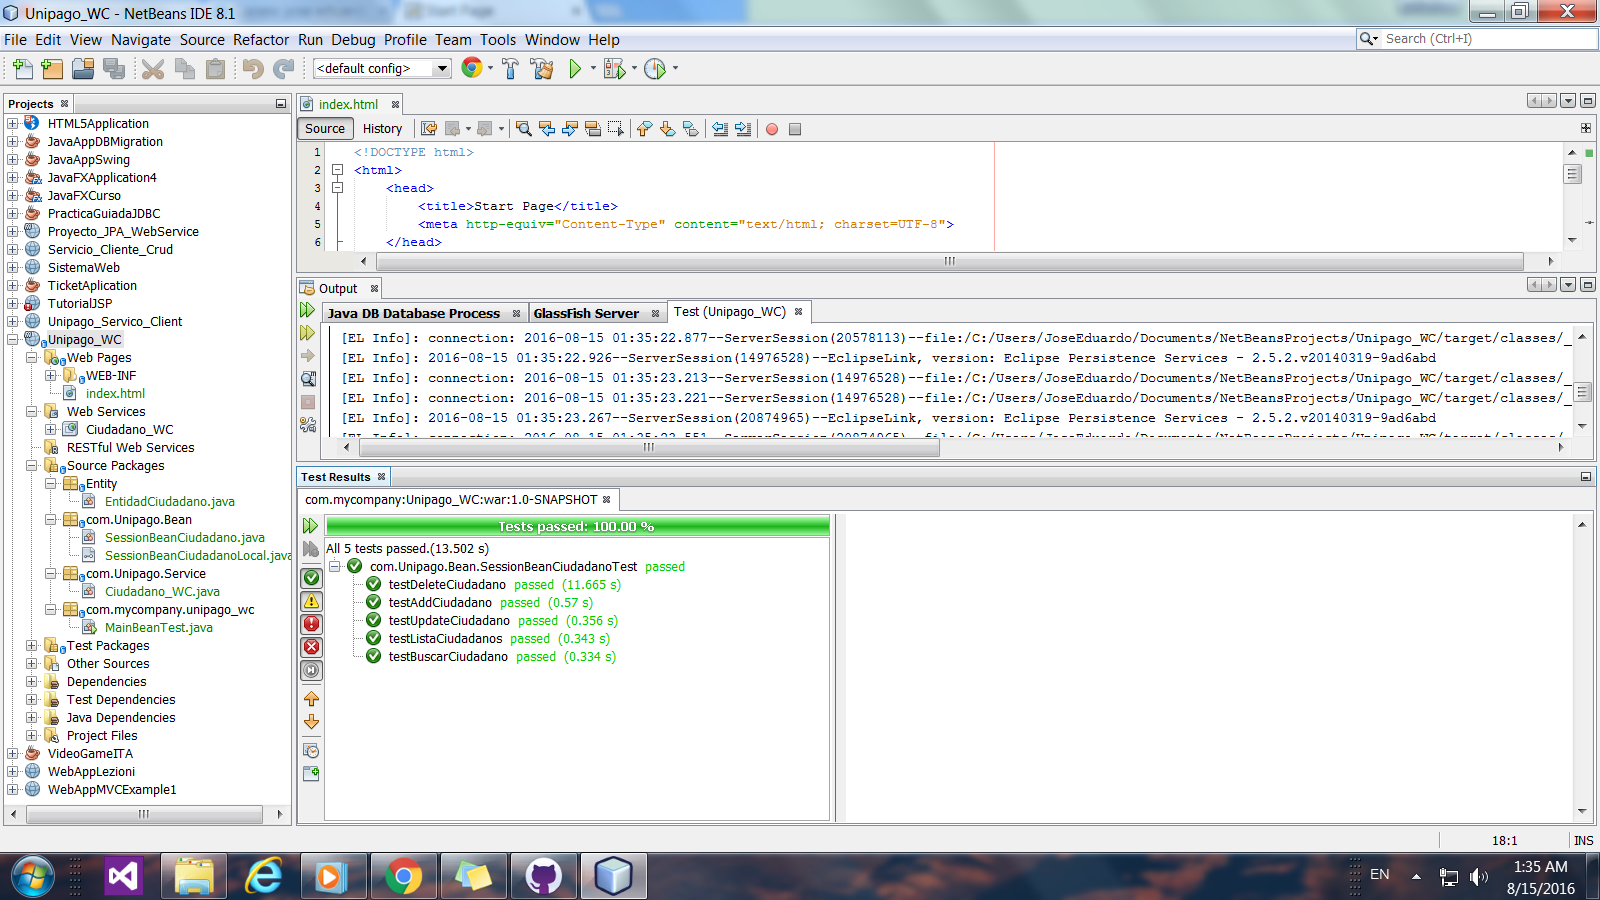 Unipago_WC - NetBeans IDE 8.1
File Edit View Navigate Source Refactor Run Debug Profile Team Tools Window Help
Search (Ctrl+I)
<default config>
Projects
HTML5Application
JavaAppDBMigration
JavaAppSwing
JavaFXApplication4
JavaFXCurso
PracticaGuiadaJDBC
Proyecto_JPA_WebService
Servicio_Cliente_Crud
SistemaWeb
TicketAplication
TutorialJSP
Unipago_Servico_Client
Unipago_WC
Web Pages
WEB-INF
index.html
Web Services
Ciudadano_WC
RESTful Web Services
Source Packages
Entity
EntidadCiudadano.java
com.Unipago.Bean
SessionBeanCiudadano.java
SessionBeanCiudadanoLocal.java
com.Unipago.Service
Ciudadano_WC.java
com.mycompany.unipago_wc
MainBeanTest.java
Test Packages
Other Sources
Dependencies
Test Dependencies
Java Dependencies
Project Files
VideoGameITA
WebAppLezioni
WebAppMVCExample1
index.html
Source History
1 <!DOCTYPE html>
2 <html>
3 <head>
4 <title>Start Page</title>
5 <meta http-equiv="Content-Type" content="text/html; charset=UTF-8">
6 </head>
Output
Java DB Database Process GlassFish Server Test (Unipago_WC)
[EL Info]: connection: 2016-08-15 01:35:22.877--ServerSession(20578113)--file:/C:/Users/JoseEduardo/Documents/NetBeansProjects/Unipago_WC/target/classes/_
[EL Info]: 2016-08-15 01:35:22.926--ServerSession(14976528)--EclipseLink, version: Eclipse Persistence Services - 2.5.2.v20140319-9ad6abd
[EL Info]: connection: 2016-08-15 01:35:23.213--ServerSession(14976528)--file:/C:/Users/JoseEduardo/Documents/NetBeansProjects/Unipago_WC/target/classes/_
[EL Info]: connection: 2016-08-15 01:35:23.221--ServerSession(14976528)--file:/C:/Users/JoseEduardo/Documents/NetBeansProjects/Unipago_WC/target/classes/_
[EL Info]: 2016-08-15 01:35:23.267--ServerSession(20874965)--EclipseLink, version: Eclipse Persistence Services - 2.5.2.v20140319-9ad6abd
Test Results
com.mycompany:Unipago_WC:war:1.0-SNAPSHOT
Tests passed: 100.00 %
All 5 tests passed.(13.502 s)
com.Unipago.Bean.SessionBeanCiudadanoTest passed
testDeleteCiudadano passed (11.665 s)
testAddCiudadano passed (0.57 s)
testUpdateCiudadano passed (0.356 s)
testListaCiudadanos passed (0.343 s)
testBuscarCiudadano passed (0.334 s)
18:1 INS
EN
1:35 AM
8/15/2016